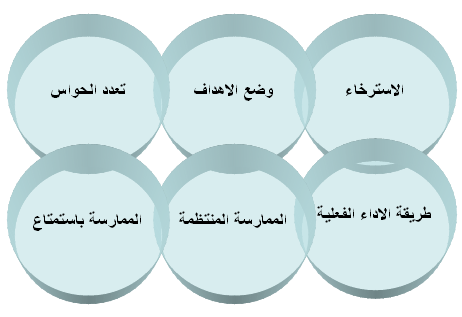 الاسترخاء
وضع الاهداف
تعدد الحواس
طريقة الاداء الفعلية
الممارسة المنتظمة
الممارسة باستمتاع